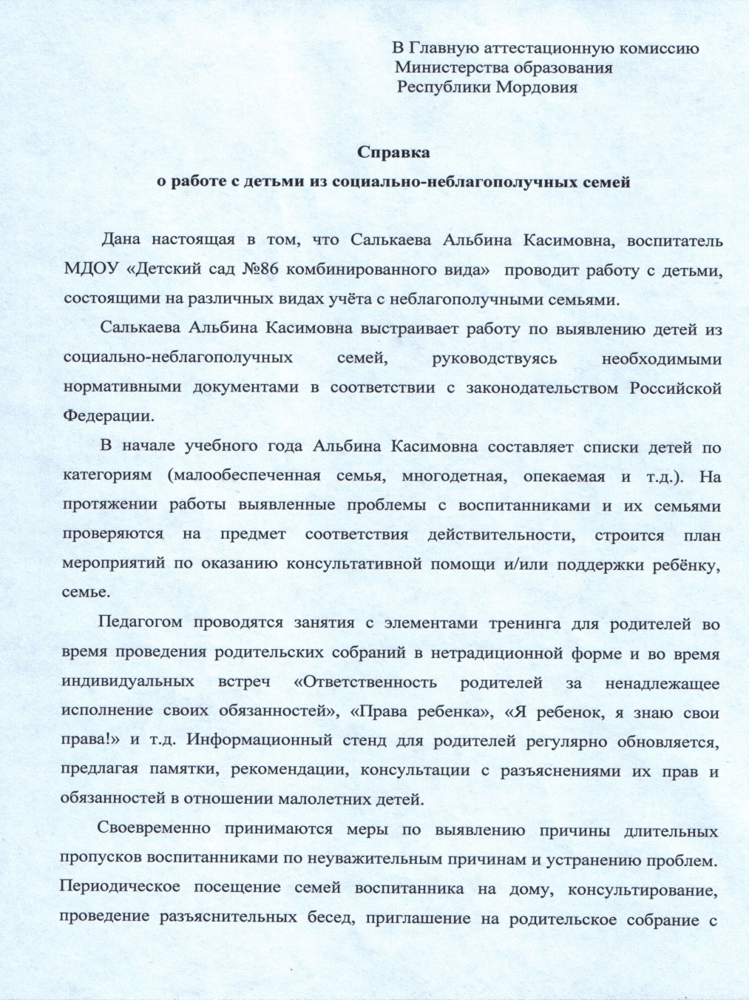 В Главную аттестационную комиссию
Министерства образования
Республики Мордовия
Справка
о работе с детьми из социально-неблагополучных семей
Дана настоящая в том, что Салькаева Альбина Касимовна, воспитатель
МДОУ «Детский сад №86 комбинированного вида» проводит работу с детьми,
состоящими на различных видах учёта с неблагополучными семьями.
Салькаева Альбина Касимовна выстраивает работу по выявлению детей из
социально-неблагополучных семей, руководствуясь необходимыми
нормативными документами в соответствии с законодательством Российской
Федерации.
В начале учебного года Альбина Касимовна составляет списки детей по
категориям (малообеспеченная семья, многодетная, опекаемая и т.д.). На
протяжении работы выявленные проблемы с воспитанниками и их семьями
проверяются на предмет соответствия действительности, строится план
мероприятий по оказанию консультативной помощи и/или поддержки ребёнку,
семье.
Педагогом проводятся занятия с элементами тренинга для родителей во
время проведения родительских собраний в нетрадиционной форме и во время
индивидуальных встреч «Ответственность родителей за ненадлежащее
исполнение своих обязанностей», «Права ребенка», «Я ребенок, я знаю свои
права!» и т.д. Информационный стенд для родителей регулярно обновляется,
предлагая памятки, рекомендации, консультации с разъяснениями их прав и
обязанностей в отношении малолетних детей.
Своевременно принимаются меры по выявлению причины длительных
пропусков воспитанниками по неуважительным причинам и устранению проблем.
Периодическое посещение семей воспитанника на дому, консультирование,
проведение разъяснительных бесед, приглашение на родительское собрание с